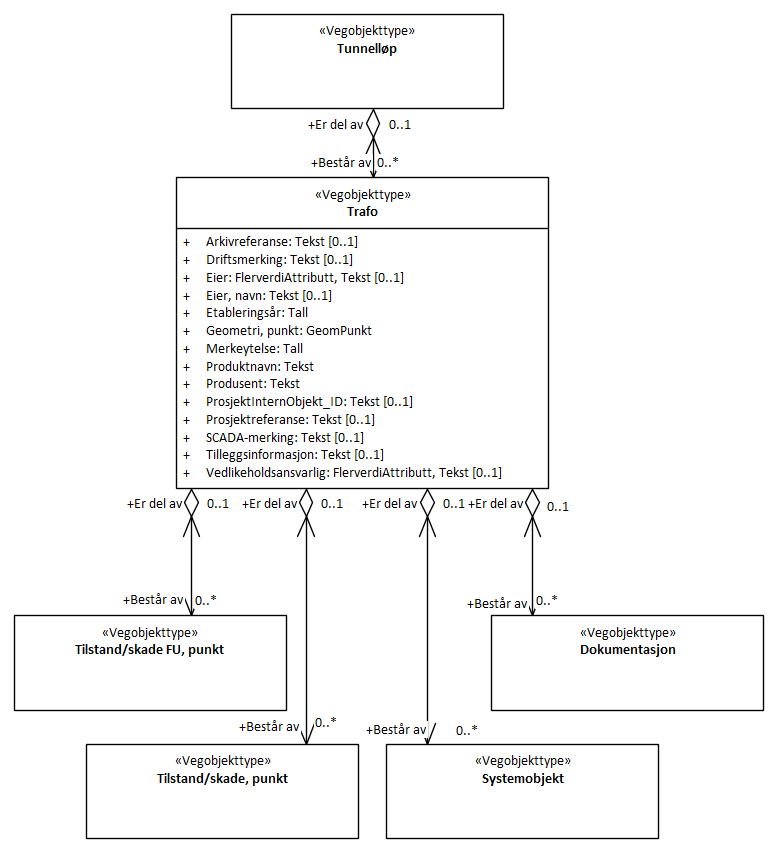 «Vegobjekttype»
Tunnelløp
+Er del av 0..1
+Består av 0..*
«Vegobjekttype»
Trafo
+ Arkivreferanse: Tekst [0..1]
+ Driftsmerking: Tekst [0..1]
+ Eier: FlerverdiAttributt, Tekst [0..1]
+ Eier, navn: Tekst [0..1]
+ Etableringsår: Tall
+ Geometri, punkt: GeomPunkt
+ Merkeytelse: Tall
+ Produktnavn: Tekst
+ Produsent: Tekst
+ ProsjektInternObjekt_ID: Tekst [0..1]
+ Prosjektreferanse: Tekst [0..1]
+ SCADA-merking: Tekst [0..1]
+ Tilleggsinformasjon: Tekst [0..1]
+ Vedlikeholdsansvarlig: FlerverdiAttributt, Tekst [0..1]
+Er del av 0..1 +Er del av 0..1 +Er del av 0..1 +Er del av 0..1
+Består av 0..* +Består av 0..*
«Vegobjekttype» «Vegobjekttype»
Tilstand/skade FU, punkt Dokumentasjon
+Består av 0..* +Består av 0..*
«Vegobjekttype» «Vegobjekttype»
Tilstand/skade, punkt Systemobjekt